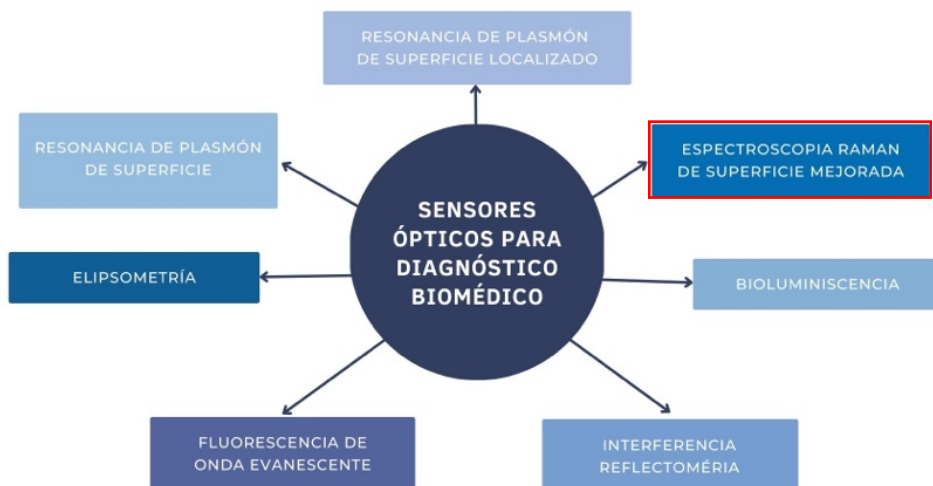 RESONANCIA DE PLASMÓN
DE SUPERFICIE LOCALIZADO
RESONANCIA DE PLASMÓN
DE SUPERFICIE
ESPECTROSCOPIA RAMAN
DE SUPERFICIE MEJORADA
SENSORES
ÓPTICOS PARA
DIAGNÓSTICO
BIOMÉDICO
ELIPSOMETRÍA
BIOLUMINISCENCIA
FLUORESCENCIA DE
ONDA EVANESCENTE
INTERFERENCIA
REFLECTOMÉRIA